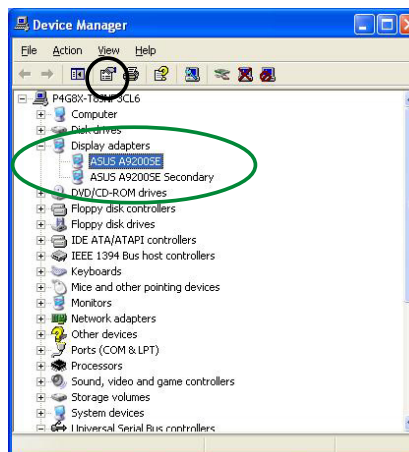 Device Manager
File Action View Help
P4G8X-T6JNP3CL6
Computer
Disk drives
Display adapters
ASUS A9200SE
ASUS A9200SE Secondary
DVD/CD-ROM drives
Floppy disk controllers
Floppy disk drives
IDE ATA/ATAPI controllers
IEEE 1394 Bus host controllers
Keyboards
Mice and other pointing devices
Monitors
Network adapters
Other devices
Ports (COM & LPT)
Processors
Sound, video and game controllers
Storage volumes
System devices
Universal Serial Bus controllers